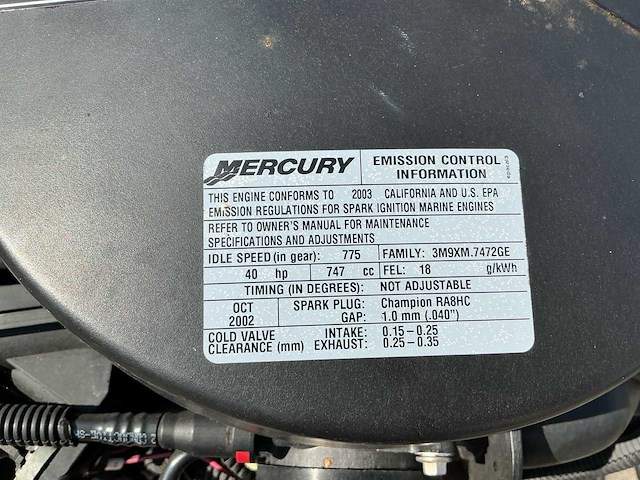 MERCURY EMISSION CONTROL
INFORMATION
THIS ENGINE CONFORMS TO 2003 CALIFORNIA AND U.S. EPA
EMISSION REGULATIONS FOR SPARK IGNITION MARINE ENGINES
REFER TO OWNER'S MANUAL FOR MAINTENANCE
SPECIFICATIONS AND ADJUSTMENTS
IDLE SPEED (in gear): 775 FAMILY: 3M9XM.7472GE
40 hp 747 cc FEL: 18 g/kWh
TIMING (IN DEGREES): NOT ADJUSTABLE
OCT 2002 SPARK PLUG: Champion RA8HC
GAP: 1.0 mm (.040")
COLD VALVE INTAKE: 0.15-0.25
CLEARANCE (mm) EXHAUST: 0.25-0.35